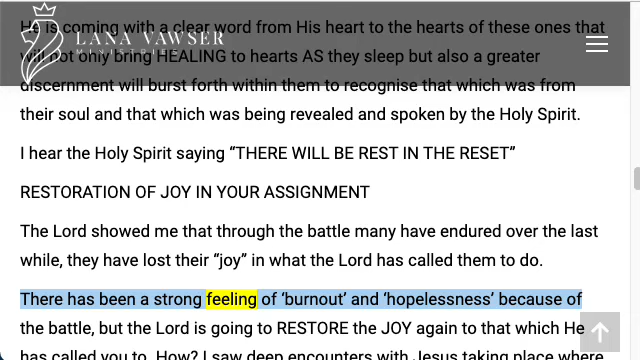 He is coming with a clear word from His heart to the hearts of these ones that
LANA VAWSER
MINISTRIES
will not only bring HEALING to hearts AS they sleep but also a greater
discernment will burst forth within them to recognise that which was from
their soul and that which was being revealed and spoken by the Holy Spirit.
I hear the Holy Spirit saying “THERE WILL BE REST IN THE RESET”
RESTORATION OF JOY IN YOUR ASSIGNMENT
The Lord showed me that through the battle many have endured over the last
while, they have lost their “joy” in what the Lord has called them to do.
There has been a strong feeling of ‘burnout’ and ‘hopelessness’ because of
the battle, but the Lord is going to RESTORE the JOY again to that which He
has called you to. How? I saw deep encounters with Jesus taking place where